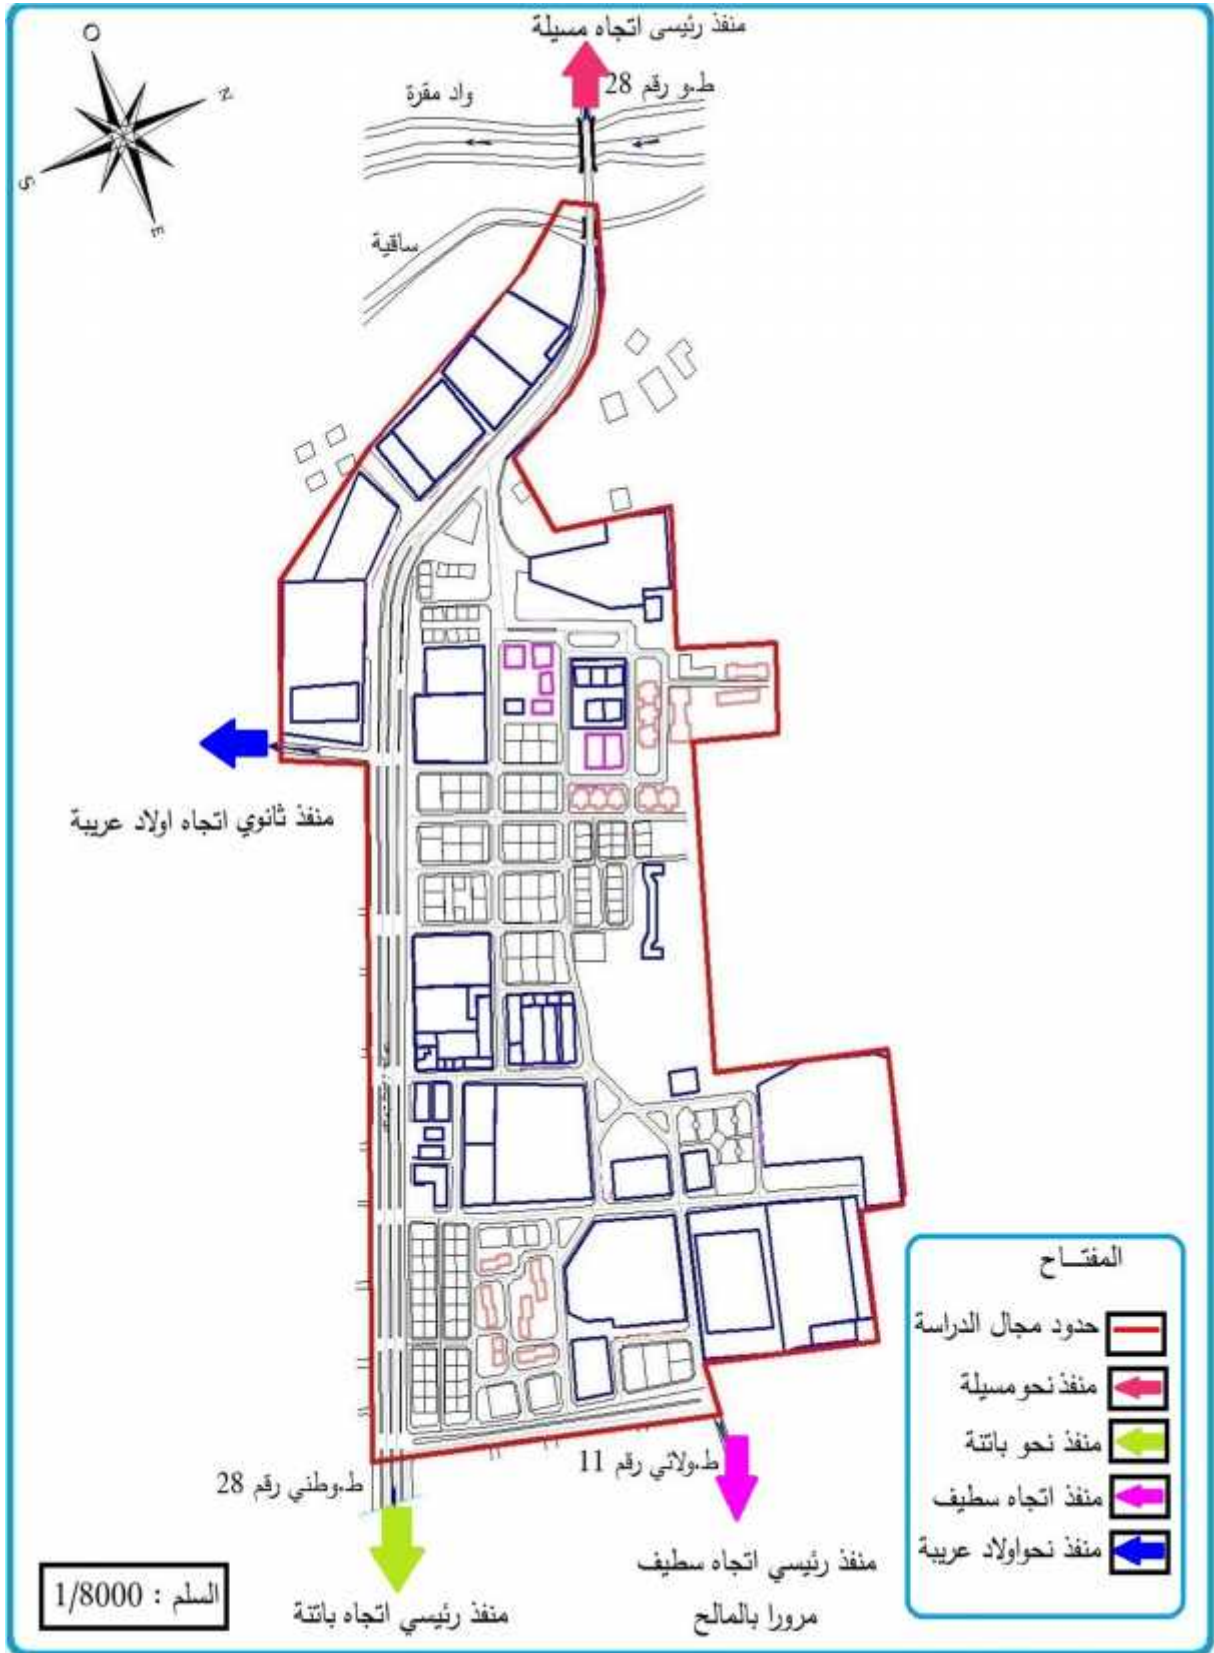 منفذ رئيسى اتجاه مسيلة
ط.و رقم 28
واد مقرة
O
N
S
E
ساقية
منفذ ثانوي اتجاه اولاد عريبة
المفتــاح
حدود مجال الدراسة
منفذ نحو مسيلة
منفذ نحو باتنة
منفذ اتجاه سطيف
منفذ نحواولاد عريبة
ط.ولائي رقم 11
ط.وطني رقم 28
منفذ رئيسي اتجاه سطيف
مرورا بالمالح
منفذ رئيسي اتجاه باتنة
السلم : 1/8000